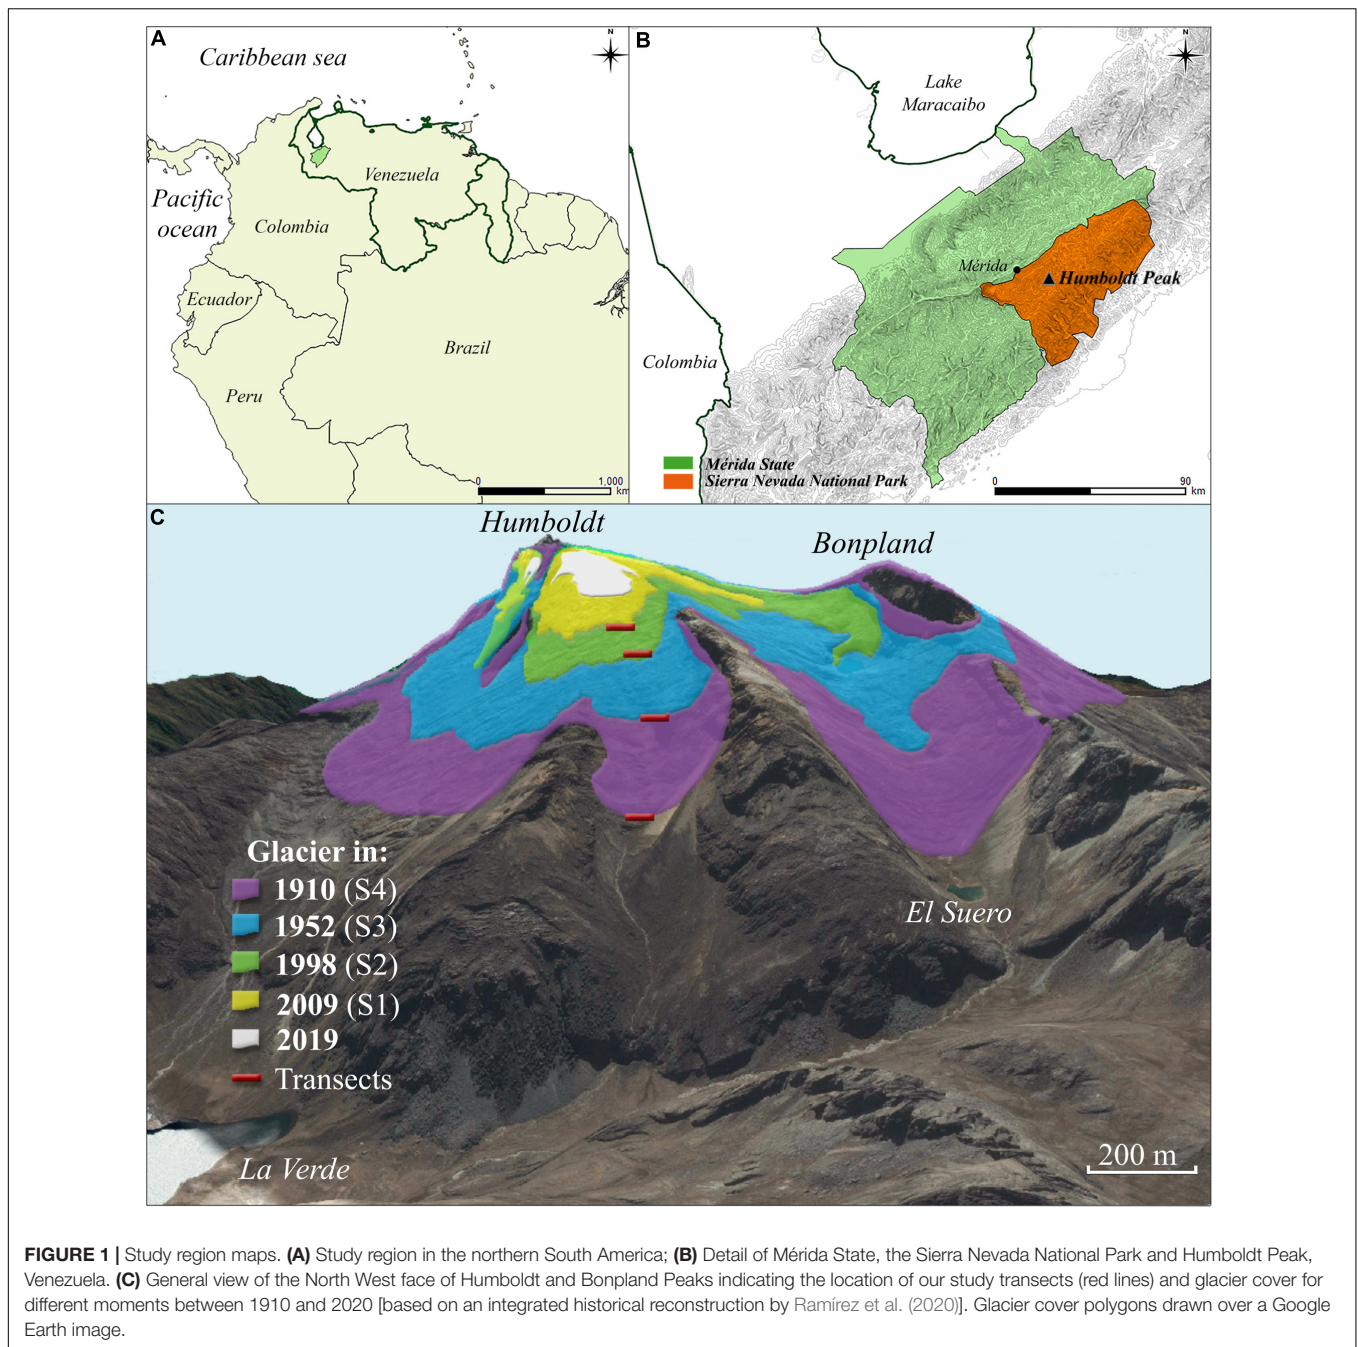 A
Caribbean sea
N
Venezuela
Pacific
ocean
Colombia
Ecuador
Brazil
Peru
0 1,000
km
B
N
Lake
Maracaibo
Mérida
Humboldt Peak
Colombia
Mérida State
Sierra Nevada National Park
0 90
km
C
Humboldt
Bonpland
Glacier in:
1910 (S4)
1952 (S3)
1998 (S2)
2009 (S1)
2019
Transects
El Suero
La Verde
200 m
FIGURE 1 | Study region maps. (A) Study region in the northern South America; (B) Detail of Mérida State, the Sierra Nevada National Park and Humboldt Peak,
Venezuela. (C) General view of the North West face of Humboldt and Bonpland Peaks indicating the location of our study transects (red lines) and glacier cover for
different moments between 1910 and 2020 [based on an integrated historical reconstruction by Ramírez et al. (2020)]. Glacier cover polygons drawn over a Google
Earth image.